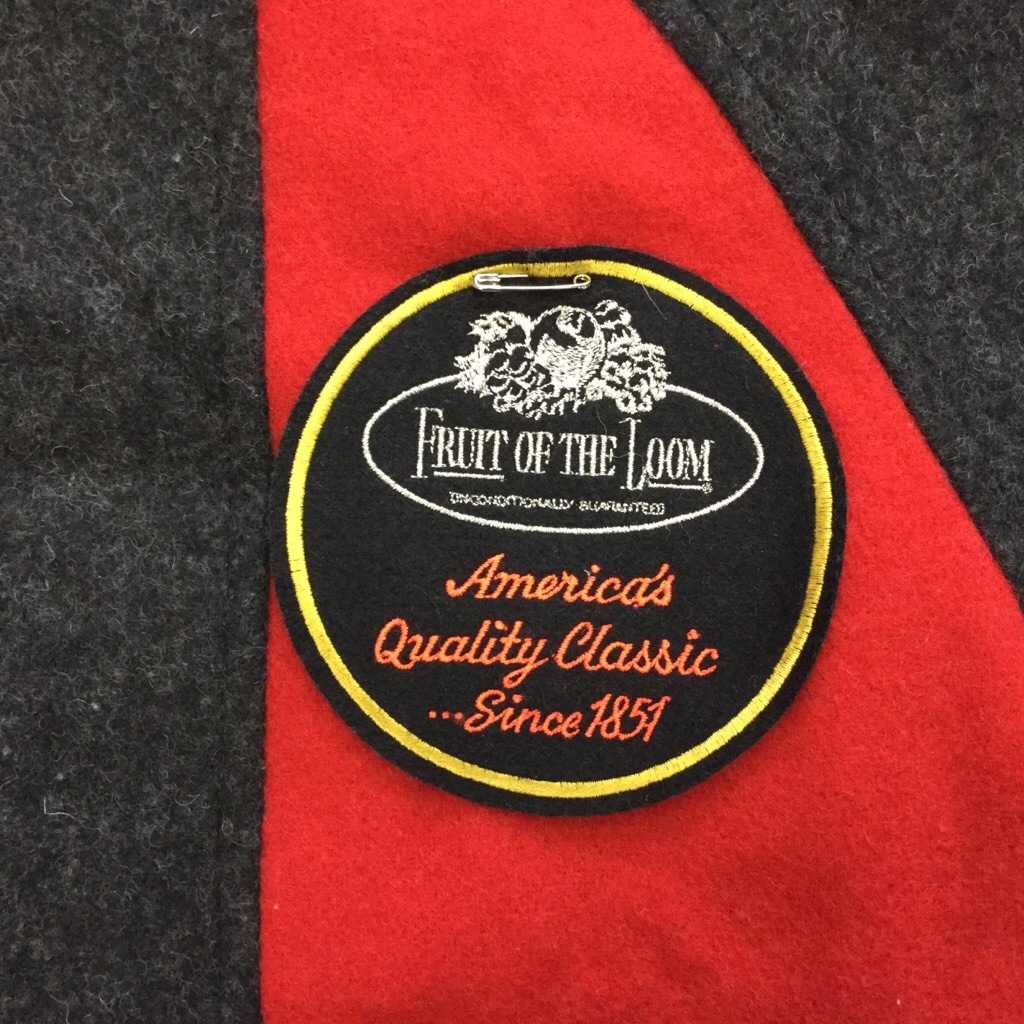 FRUIT OF THE LOOM®
UNCONDITIONALLY GUARANTEED
America's
Quality Classic
...Since 1851